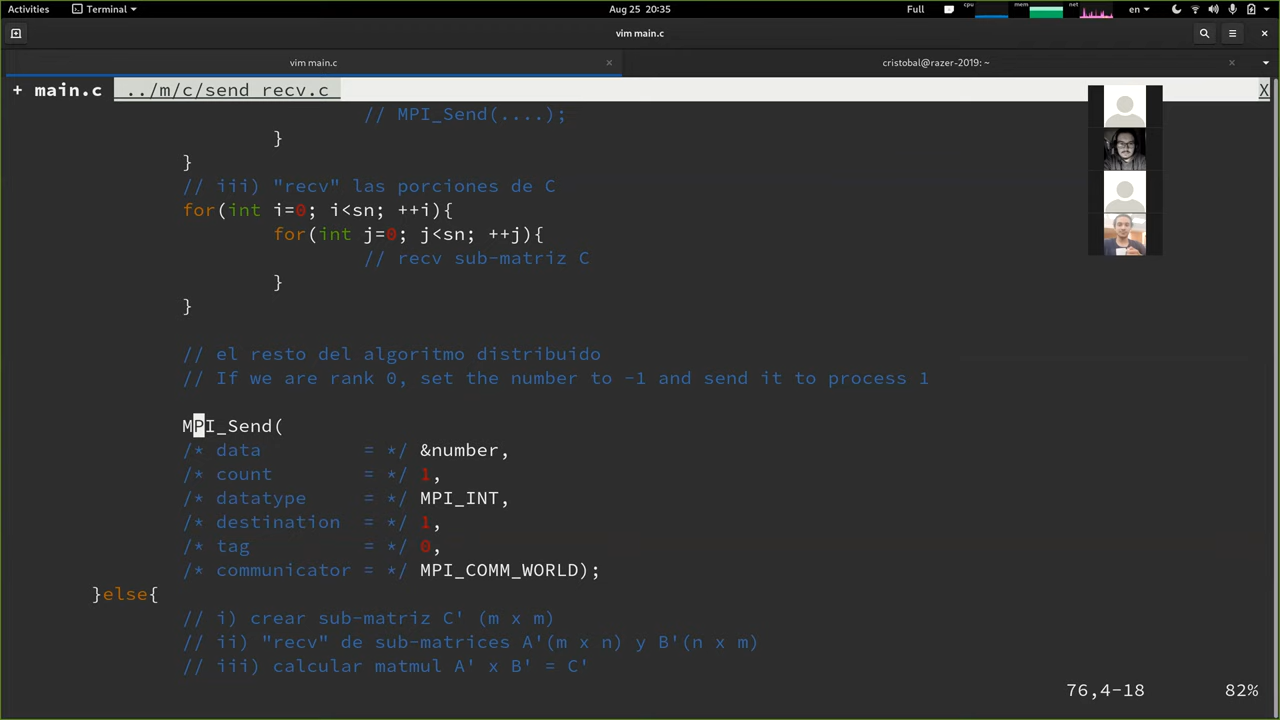 Activities Terminal Aug 25 20:35 Full cpu mem net en
vim main.c
vim main.c cristobal@razer-2019: ~
+ main.c ../m/c/send_recv.c X
// MPI_Send(....);
}
}
// iii) "recv" las porciones de C
for(int i=0; i<sn; ++i){
for(int j=0; j<sn; ++j){
// recv sub-matriz C
}
}
// el resto del algoritmo distribuido
// If we are rank 0, set the number to -1 and send it to process 1
MPI_Send(
/* data = */ &number,
/* count = */ 1,
/* datatype = */ MPI_INT,
/* destination = */ 1,
/* tag = */ 0,
/* communicator = */ MPI_COMM_WORLD);
}else{
// i) crear sub-matriz C' (m x m)
// ii) "recv" de sub-matrices A'(m x n) y B'(n x m)
// iii) calcular matmul A' x B' = C'
76,4-18 82%